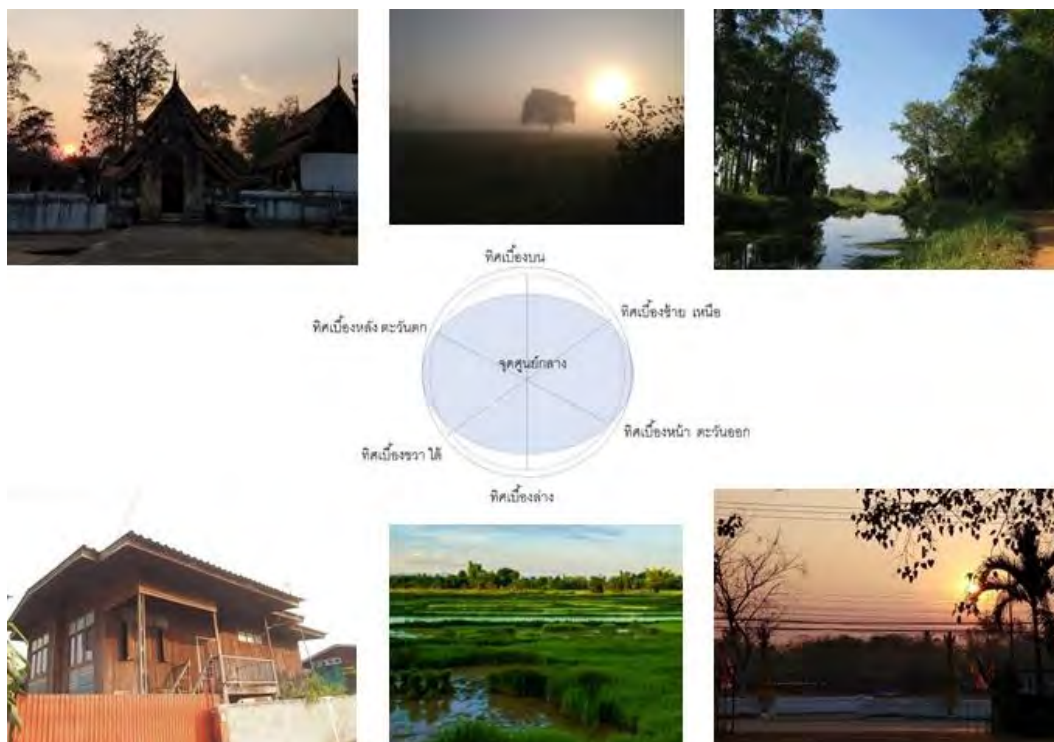 ทิศเบื้องบน
ทิศเบื้องซ้าย เหนือ
ทิศเบื้องหลัง ตะวันตก
จุดศูนย์กลาง
ทิศเบื้องหน้า ตะวันออก
ทิศเบื้องขวา ใต้
ทิศเบื้องล่าง